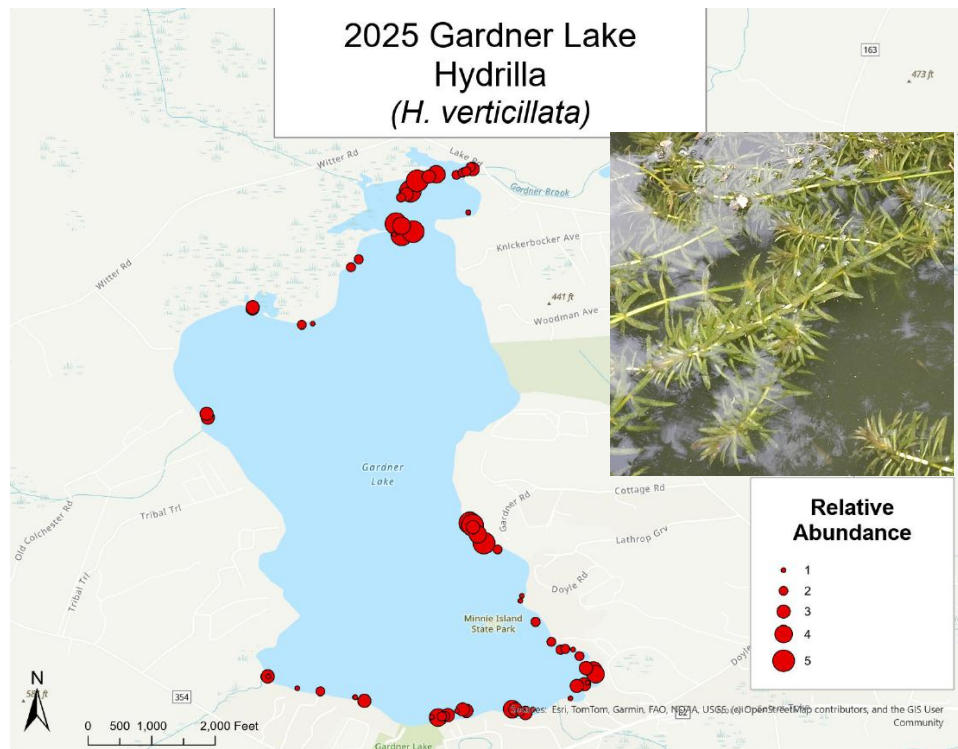 2025 Gardner Lake
Hydrilla
(H. verticillata)
163
473 ft
Witter Rd
Lake Rd
Gardner Brook
Knickerbocker Ave
Witter Rd
441 ft
Woodman Ave
Gardner
Lake
Gardner Rd
Cottage Rd
Old Colchester Rd
Tribal Trl
Lathrop Grv
Tribal Trl
Doyle Rd
Minnie Island
State Park
Relative
Abundance
1
2
3
4
5
N
354
82
0 500 1,000 2,000 Feet
Sources: Esri, TomTom, Garmin, FAO, NOAA, USGS, (c) OpenStreetMap contributors, and the GIS User
Community
Gardner Lake